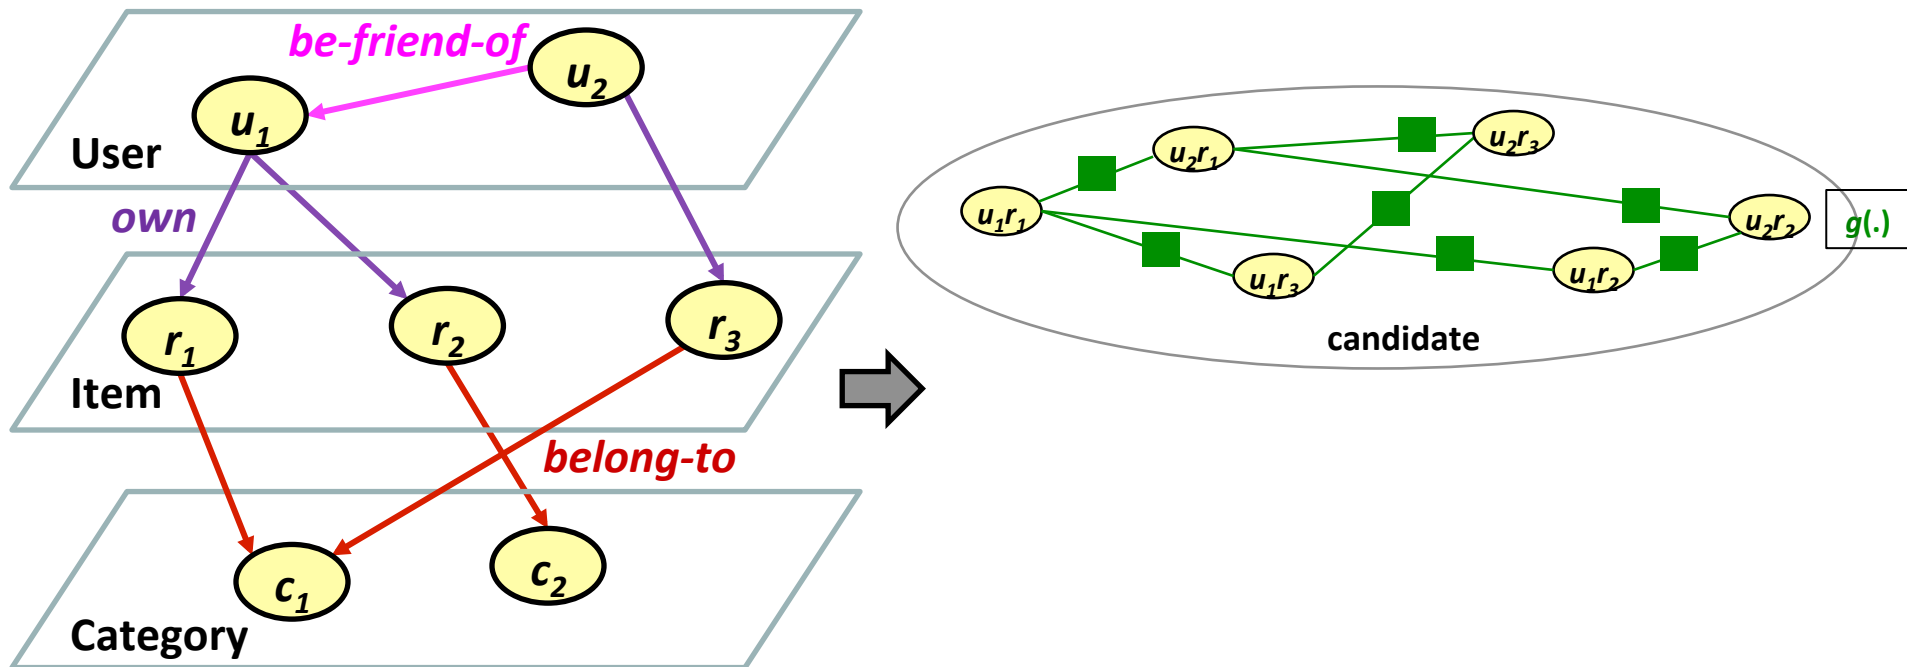 be-friend-of
u2
u1
User
own
r1
r2
r3
Item
belong-to
c1
c2
Category
u2r1
u2r3
u1r1
u2r2
u1r3
u1r2
candidate
g(.)